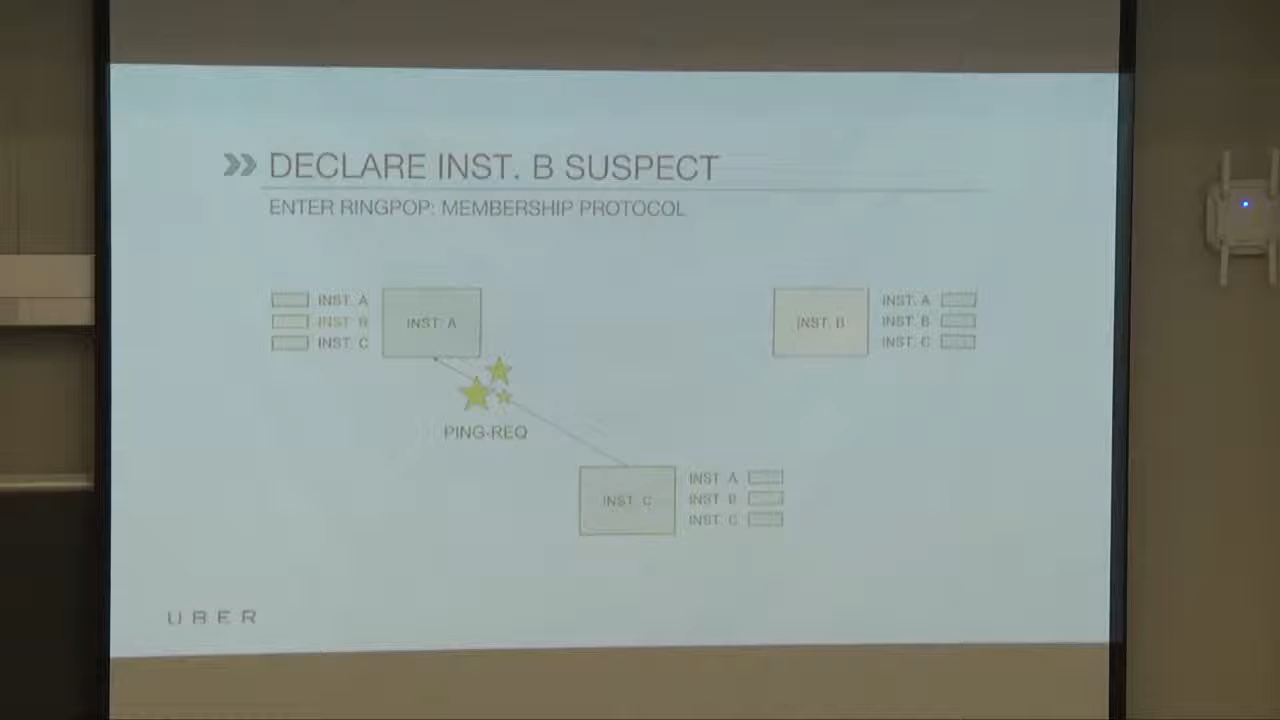 DECLARE INST. B SUSPECT
ENTER RINGPOP: MEMBERSHIP PROTOCOL
INST. A
INST. B
INST. C
INST. A
INST. B
INST. A
INST. B
INST. C
PING-REQ
INST. C
INST. A
INST. B
INST. C
UBER